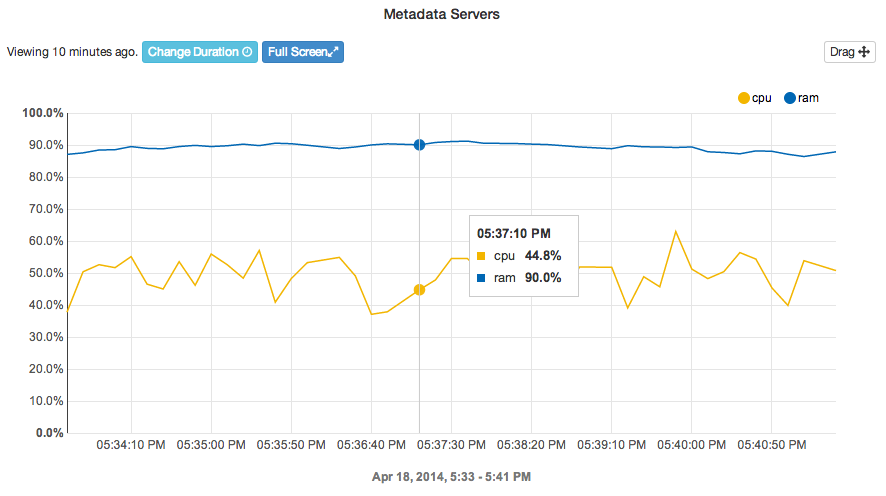 Metadata Servers
Viewing 10 minutes ago. Change Duration Full Screen Drag
cpu ram
100.0%
90.0%
80.0%
70.0%
60.0%
50.0%
40.0%
30.0%
20.0%
10.0%
0.0%
05:37:10 PM
cpu 44.8%
ram 90.0%
05:34:10 PM 05:35:00 PM 05:35:50 PM 05:36:40 PM 05:37:30 PM 05:38:20 PM 05:39:10 PM 05:40:00 PM 05:40:50 PM
Apr 18, 2014, 5:33 - 5:41 PM